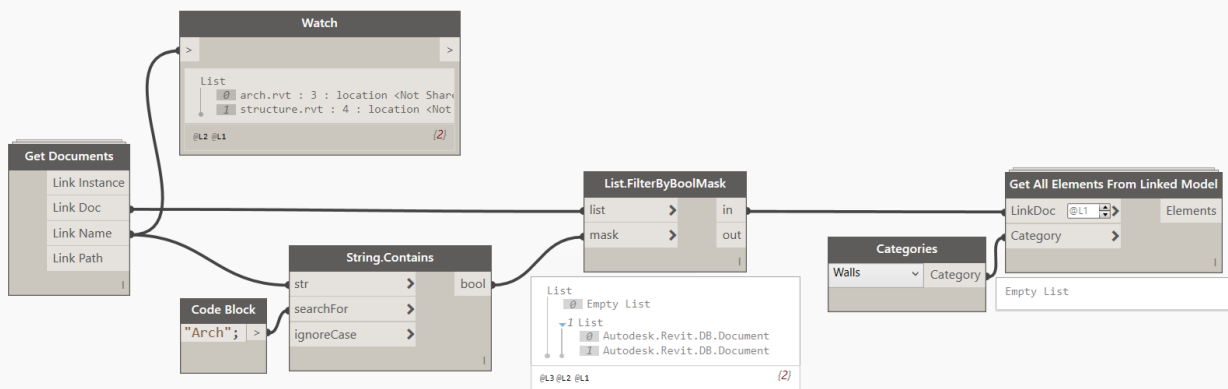 Watch
>
>
List
0 arch.rvt : 3 : location <Not Share
1 structure.rvt : 4 : location <Not
@L2 @L1
{2}
Get Documents
Link Instance
Link Doc
Link Name
Link Path
l
Code Block
"Arch";
>
String.Contains
str >
bool
searchFor >
ignoreCase >
l
List.FilterByBoolMask
list >
in
mask >
out
l
List
0 Empty List
1 List
0 Autodesk.Revit.DB.Document
1 Autodesk.Revit.DB.Document
@L3 @L2 @L1
{2}
Categories
Walls
Category
l
Get All Elements From Linked Model
LinkDoc @L1 >
Elements
Category >
l
Empty List